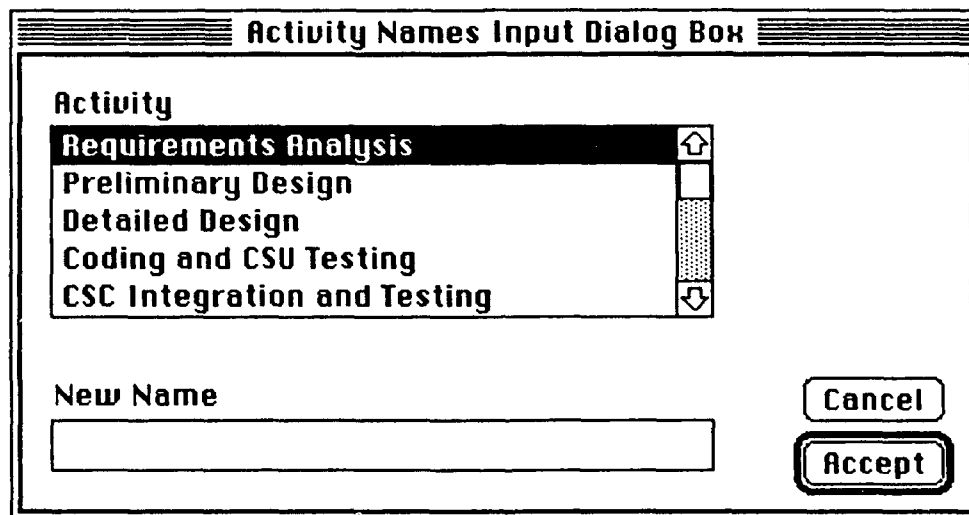 Activity Names Input Dialog Box
Activity
Requirements Analysis
Preliminary Design
Detailed Design
Coding and CSU Testing
CSC Integration and Testing
New Name
Cancel
Accept